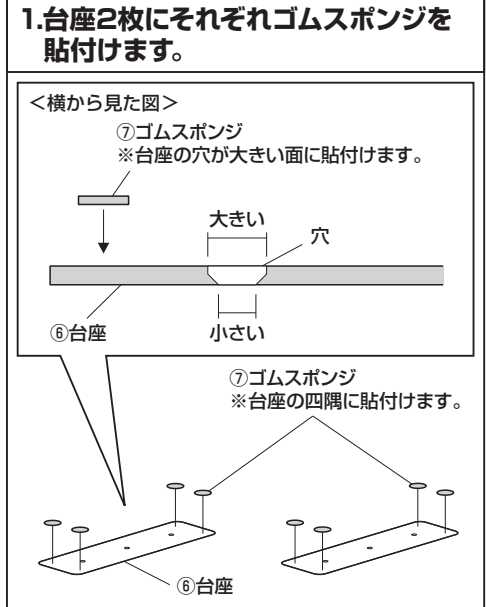 1.台座2枚にそれぞれゴムスポンジを
貼付けます。
＜横から見た図＞
⑦ゴムスポンジ
※台座の穴が大きい面に貼付けます。
大きい
穴
⑥台座
小さい
⑦ゴムスポンジ
※台座の四隅に貼付けます。
⑥台座